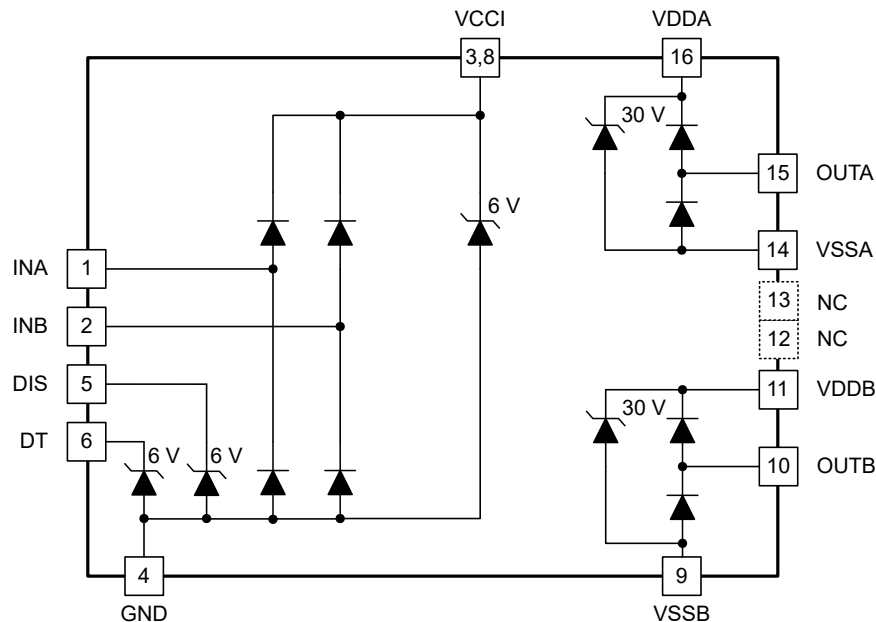 VCCI
VDDA
3,8
16
30 V
15
OUTA
6 V
14
VSSA
INA
1
13
NC
INB
2
12
NC
DIS
5
11
VDDB
30 V
DT
6
6 V
6 V
10
OUTB
4
9
GND
VSSB